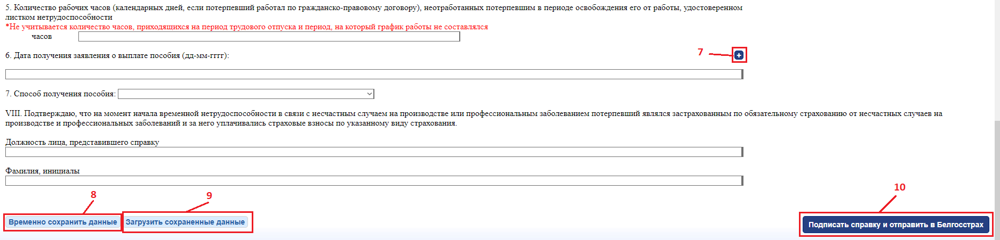 5. Количество рабочих часов (календарных дней, если потерпевший работал по гражданско-правовому договору), неотработанных потерпевшим в периоде освобождения его от работы, удостоверенном
листком нетрудоспособности
*Не учитывается количество часов, приходящихся на период трудового отпуска и период, на который график работы не составлялся
часов
6. Дата получения заявления о выплате пособия (дд-мм-гггг):
7
+
7. Способ получения пособия:
VIII. Подтверждаю, что на момент начала временной нетрудоспособности в связи с несчастным случаем на производстве или профессиональным заболеванием потерпевший являлся застрахованным по обязательному страхованию от несчастных случаев на
производстве и профессиональных заболеваний и за него уплачивались страховые взносы по указанному виду страхования.
Должность лица, представившего справку
Фамилия, инициалы
8
9
10
Временно сохранить данные
Загрузить сохраненные данные
Подписать справку и отправить в Белгосстрах